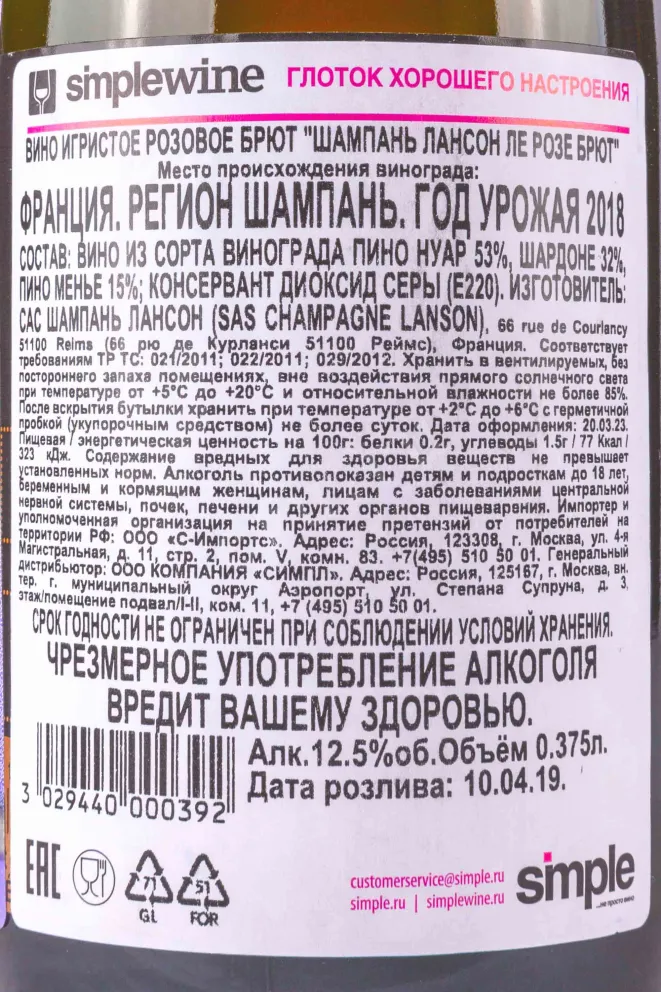 simplewine ГЛОТОК ХОРОШЕГО НАСТРОЕНИЯ
ВИНО ИГРИСТОЕ РОЗОВОЕ БРЮТ "ШАМПАНЬ ЛАНСОН ЛЕ РОЗЕ БРЮТ"
Место происхождения винограда:
ФРАНЦИЯ. РЕГИОН ШАМПАНЬ. ГОД УРОЖАЯ 2018
СОСТАВ: ВИНО ИЗ СОРТА ВИНОГРАДА ПИНО НУАР 53%, ШАРДОНЕ 32%,
ПИНО МЕНЬЕ 15%; КОНСЕРВАНТ ДИОКСИД СЕРЫ (Е220). ИЗГОТОВИТЕЛЬ:
САС ШАМПАНЬ ЛАНСОН (SAS CHAMPAGNE LANSON), 66 rue de Courlancy
51100 Reims (66 рю де Курланси 51100 Реймс), Франция. Соответствует
требованиям ТР ТС: 021/2011; 022/2011; 029/2012. Хранить в вентилируемых, без
постороннего запаха помещениях, вне воздействия прямого солнечного света
при температуре от +5°С до +20°С и относительной влажности не более 85%.
После вскрытия бутылки хранить при температуре от +2°С до +6°С с герметичной
пробкой (укупорочным средством) не более суток. Дата оформления: 20.03.23.
Пищевая / энергетическая ценность на 100г: белки 0.2г, углеводы 1.5г / 77 Ккал /
323 кДж. Содержание вредных для здоровья веществ не превышает
установленных норм. Алкоголь противопоказан детям и подросткам до 18 лет,
беременным и кормящим женщинам, лицам с заболеваниями центральной
нервной системы, почек, печени и других органов пищеварения. Импортер и
уполномоченная организация на принятие претензий от потребителей на
территории РФ: ООО «С-Импортс». Адрес: Россия, 123308, г. Москва, ул. 4-я
Магистральная, д. 11, стр. 2, пом. V, комн. 83. +7(495) 510 50 01. Генеральный
дистрибьютор: ООО КОМПАНИЯ «СИМПЛ». Адрес: Россия, 125167, г. Москва, вн.
тер. г. муниципальный округ Аэропорт, ул. Степана Супруна, д. 3,
этаж/помещение подвал/I-II, ком. 11, +7 (495) 510 50 01.
СРОК ГОДНОСТИ НЕ ОГРАНИЧЕН ПРИ СОБЛЮДЕНИИ УСЛОВИЙ ХРАНЕНИЯ.
ЧРЕЗМЕРНОЕ УПОТРЕБЛЕНИЕ АЛКОГОЛЯ
ВРЕДИТ ВАШЕМУ ЗДОРОВЬЮ.
Алк.12.5%об.Объём 0.375л.
Дата розлива: 10.04.19.
3 029440 000392
EAC
71 GL
51 FOR
customerservice@simple.ru
simple.ru | simplewine.ru
simple
...не просто вино